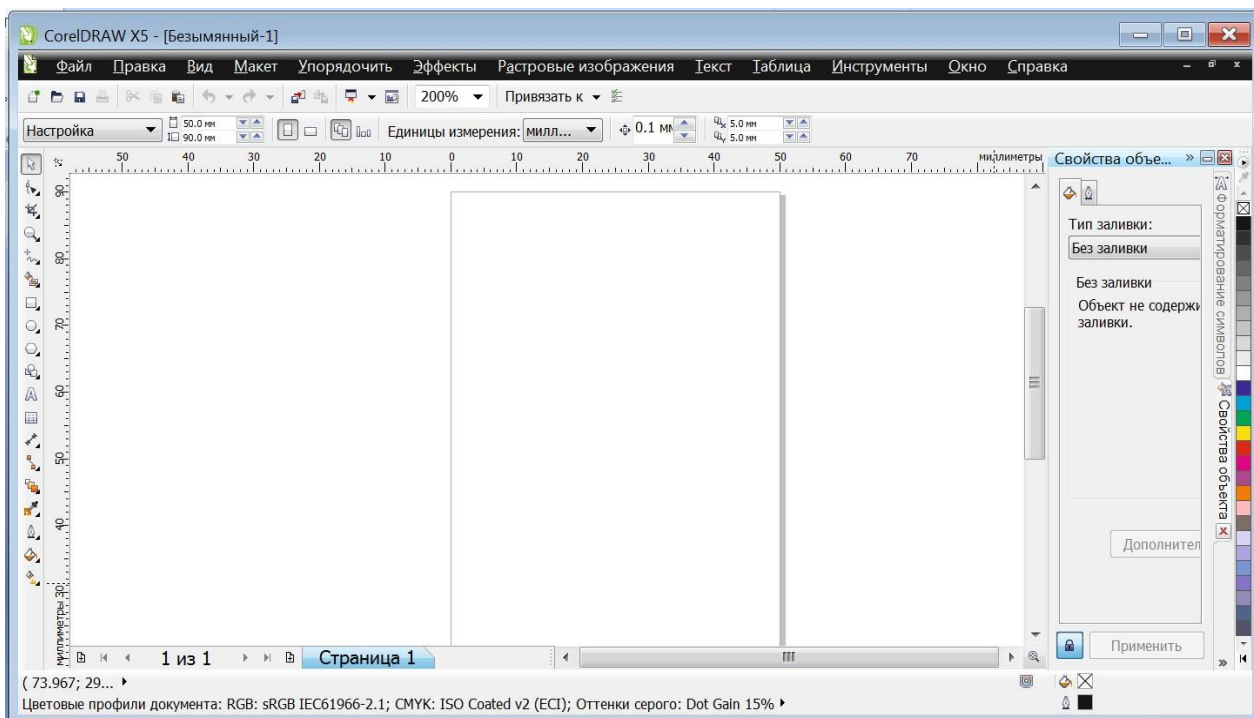 CorelDRAW X5 - [Безымянный-1]
Файл Правка Вид Макет Упорядочить Эффекты Растровые изображения Текст Таблица Инструменты Окно Справка
200% Привязать к
Настройка 50.0 мм 90.0 мм Единицы измерения: милл... 0.1 мм 5.0 мм 5.0 мм
50 40 30 20 10 0 10 20 30 40 50 60 70 миллиметры
90
80
70
60
50
40
30
миллиметры
Свойства объе...
Тип заливки:
Без заливки
Без заливки
Объект не содержи
заливки.
Дополнител
Применить
Форматирование символов
Свойства объекта
1 из 1 Страница 1
( 73.967; 29...
Цветовые профили документа: RGB: sRGB IEC61966-2.1; CMYK: ISO Coated v2 (ECI); Оттенки серого: Dot Gain 15%